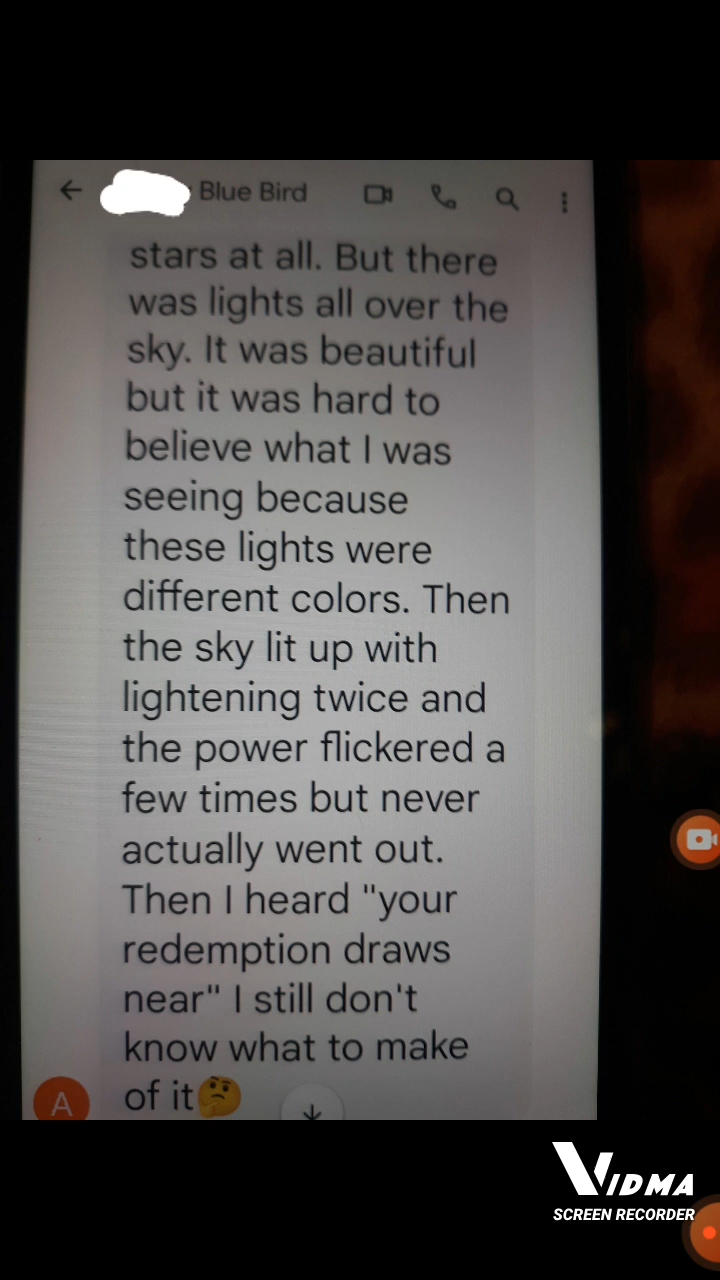 Blue Bird
stars at all. But there
was lights all over the
sky. It was beautiful
but it was hard to
believe what I was
seeing because
these lights were
different colors. Then
the sky lit up with
lightening twice and
the power flickered a
few times but never
actually went out.
Then I heard "your
redemption draws
near" I still don't
know what to make
of it🤔
A
VIDMA
SCREEN RECORDER